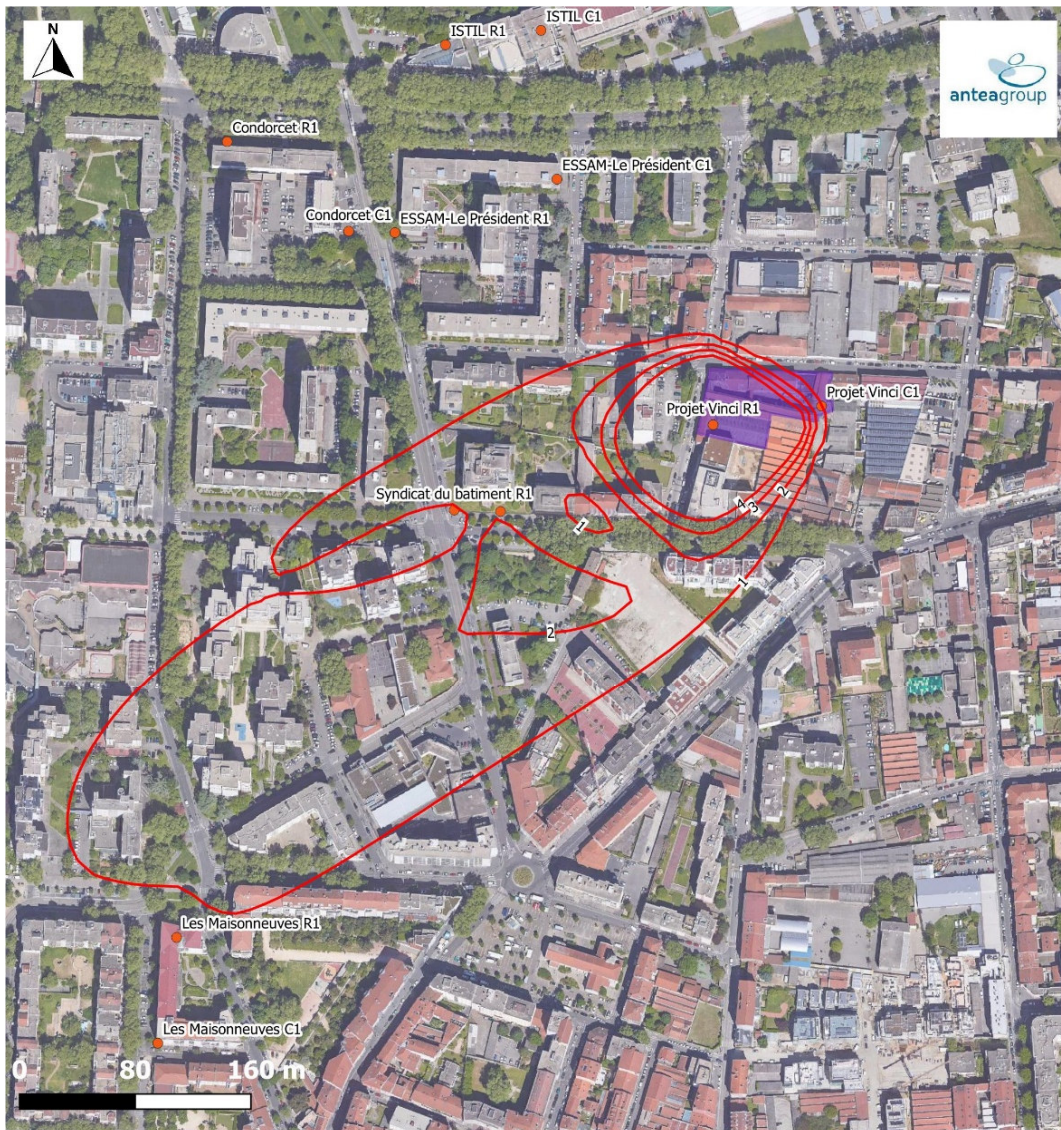 N
ISTIL C1
ISTIL R1
anteagroup
Condorcet R1
ESSAM-Le Président C1
Condorcet C1
ESSAM-Le Président R1
Projet Vinci C1
Projet Vinci R1
Syndicat du batiment R1
4
3
2
1
1
2
Les Maisonneuves R1
Les Maisonneuves C1
0 80 160 m